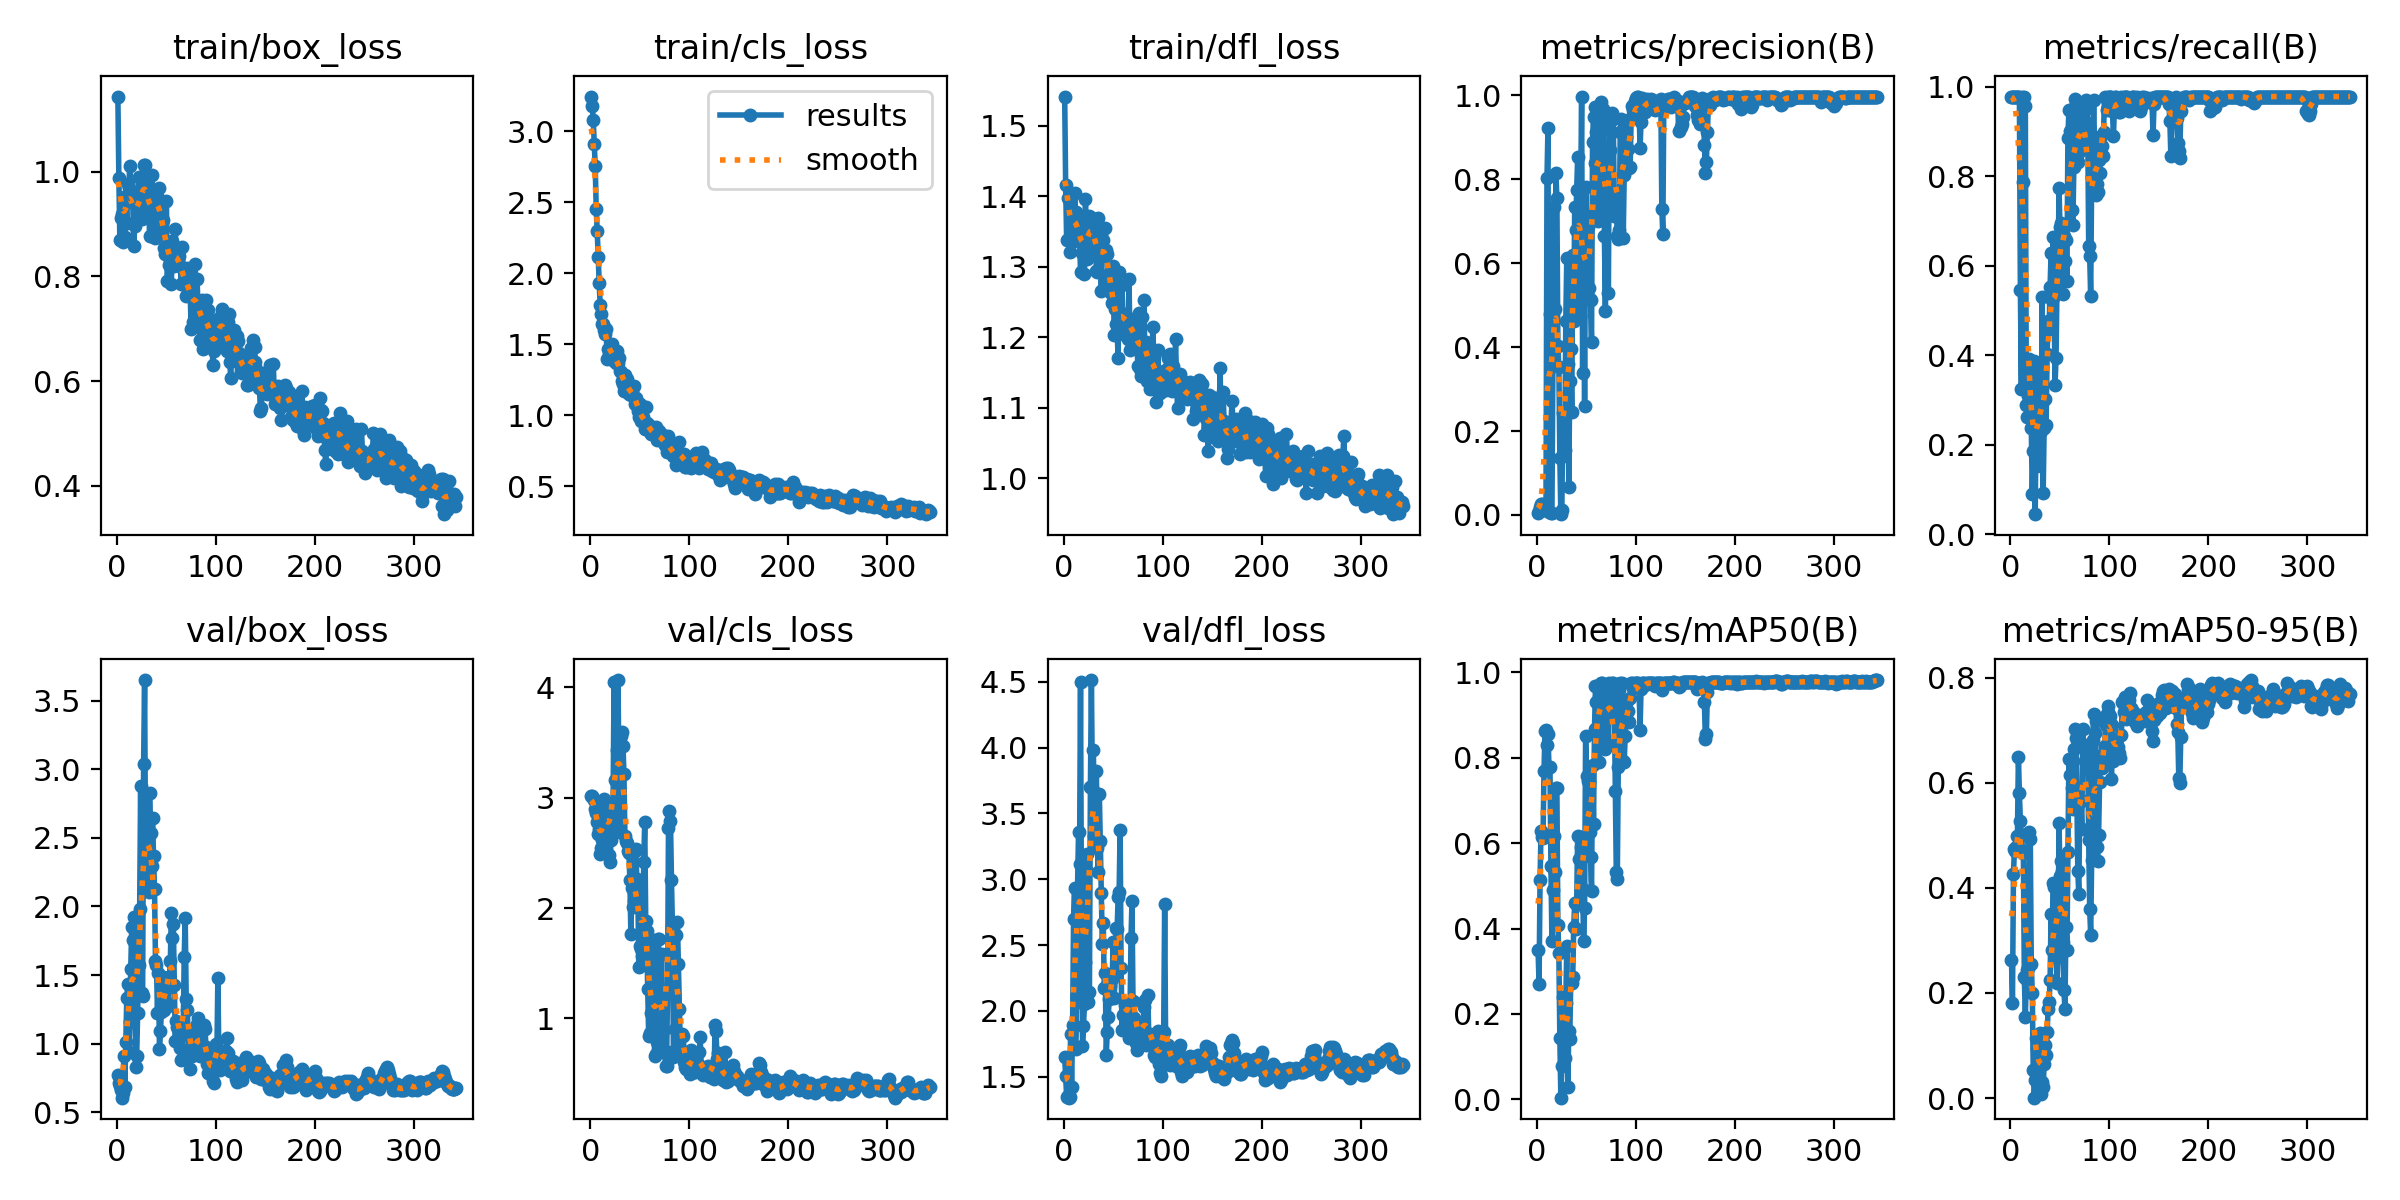 train/box_loss
train/cls_loss
train/dfl_loss
metrics/precision(B)
metrics/recall(B)
1.0
0.8
0.6
0.4
0 100 200 300
results
smooth
3.0
2.5
2.0
1.5
1.0
0.5
0 100 200 300
1.5
1.4
1.3
1.2
1.1
1.0
0 100 200 300
1.0
0.8
0.6
0.4
0.2
0.0
0 100 200 300
1.0
0.8
0.6
0.4
0.2
0.0
0 100 200 300
val/box_loss
val/cls_loss
val/dfl_loss
metrics/mAP50(B)
metrics/mAP50-95(B)
3.5
3.0
2.5
2.0
1.5
1.0
0.5
0 100 200 300
4
3
2
1
0 100 200 300
4.5
4.0
3.5
3.0
2.5
2.0
1.5
0 100 200 300
1.0
0.8
0.6
0.4
0.2
0.0
0 100 200 300
0.8
0.6
0.4
0.2
0.0
0 100 200 300